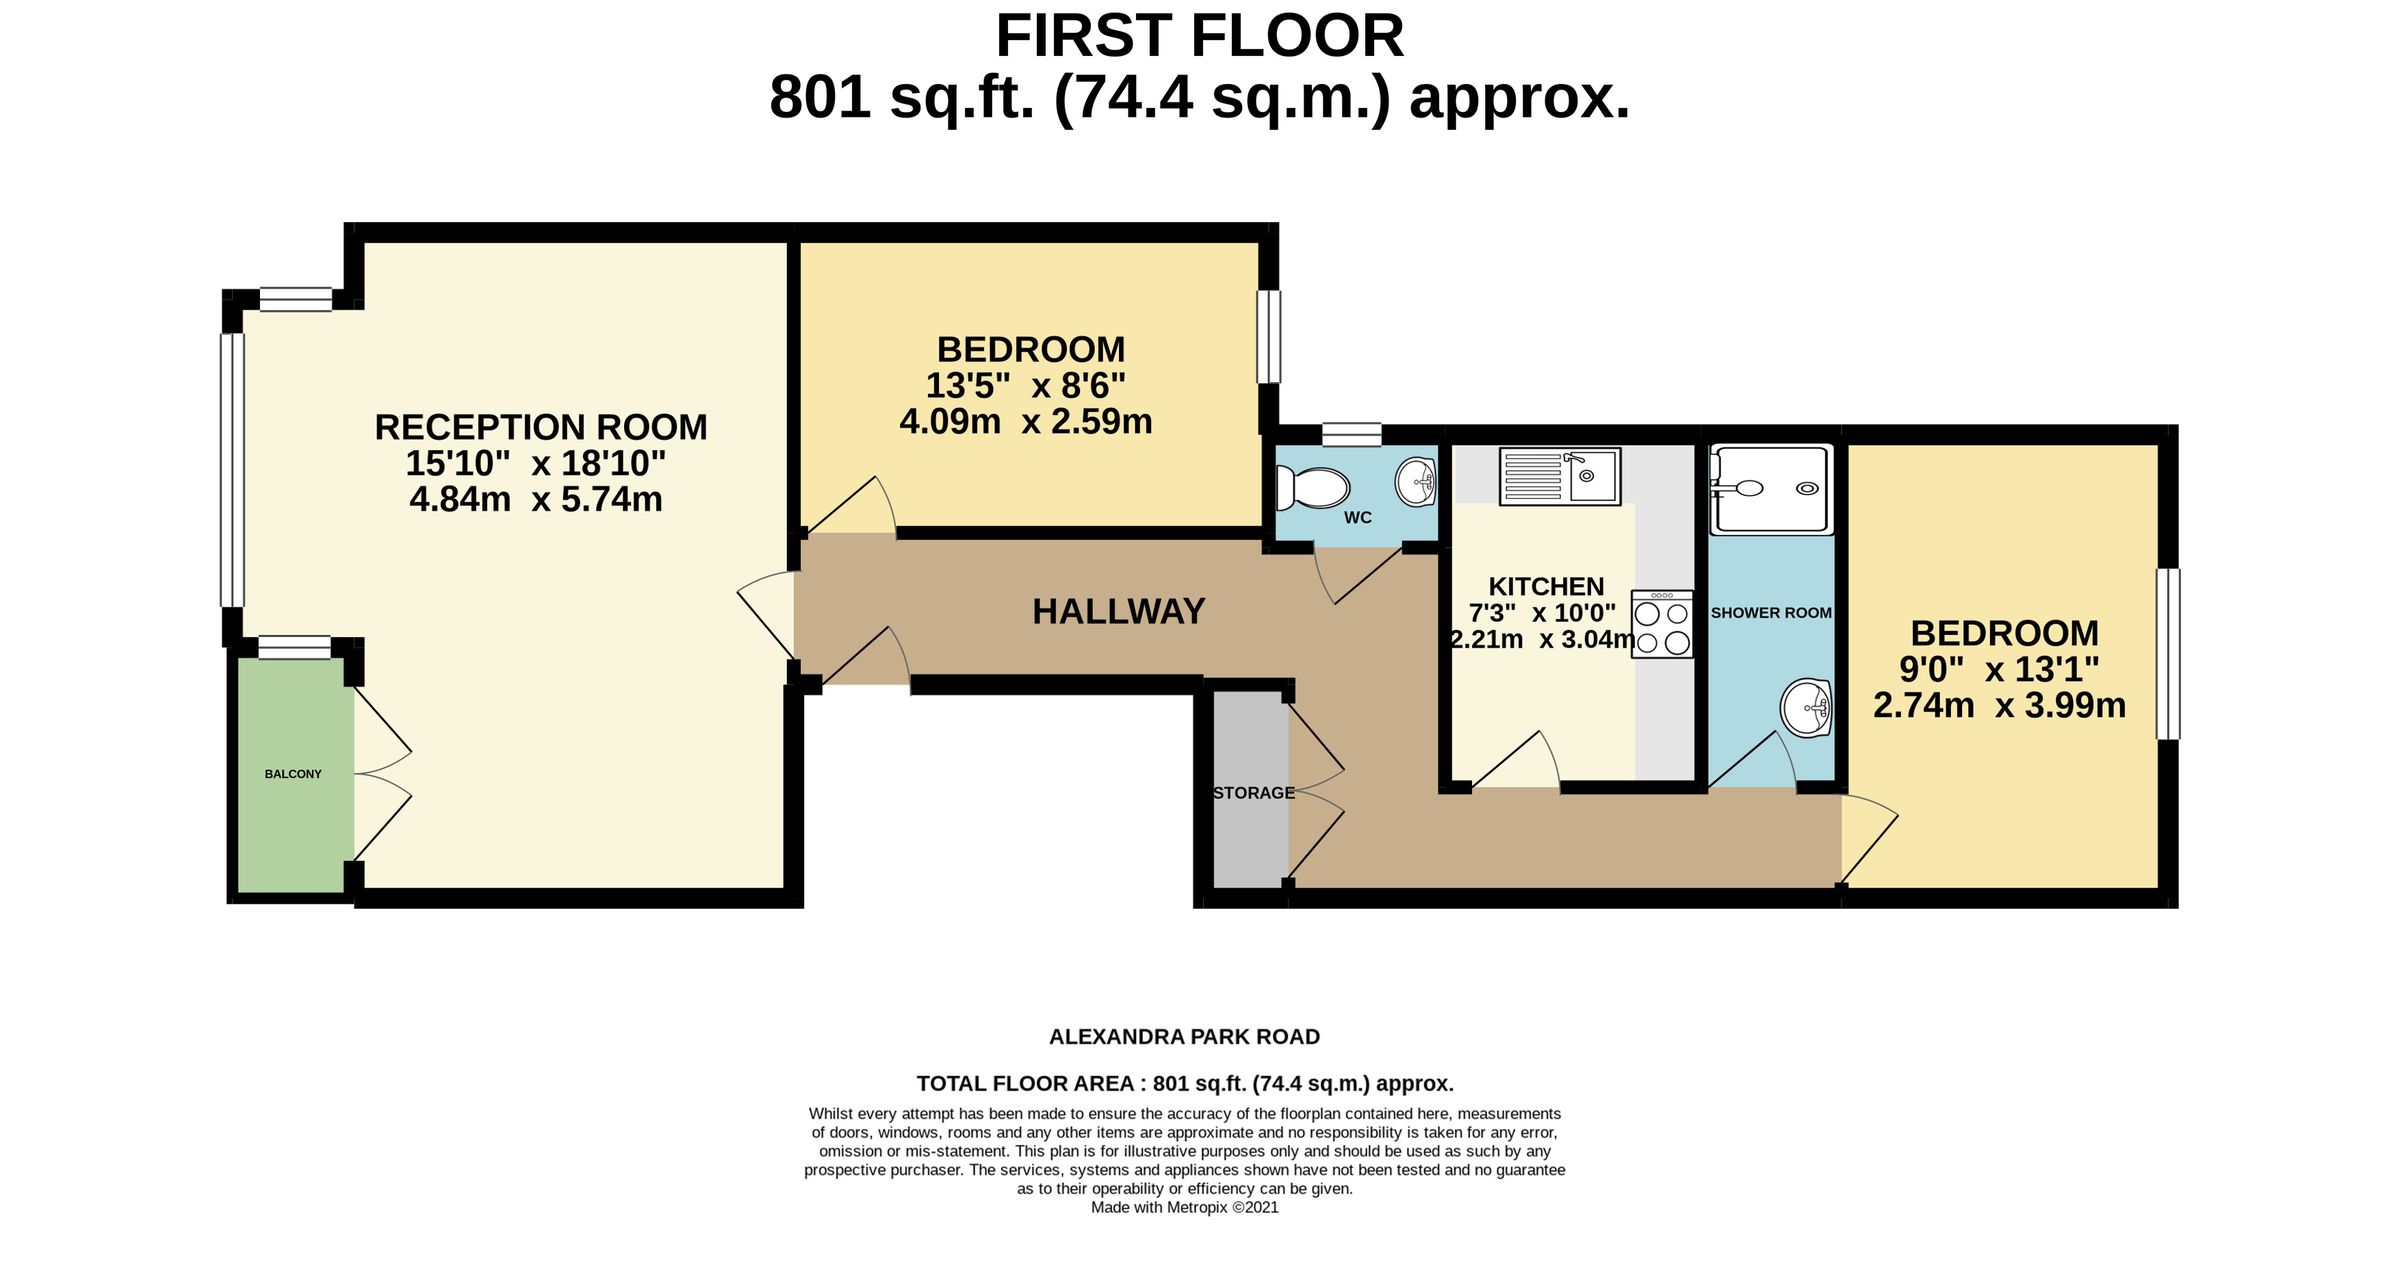 FIRST FLOOR
801 sq.ft. (74.4 sq.m.) approx.
RECEPTION ROOM
15'10" x 18'10"
4.84m x 5.74m
BEDROOM
13'5" x 8'6"
4.09m x 2.59m
WC
HALLWAY
KITCHEN
7'3" x 10'0"
2.21m x 3.04m
SHOWER ROOM
BEDROOM
9'0" x 13'1"
2.74m x 3.99m
BALCONY
STORAGE
ALEXANDRA PARK ROAD
TOTAL FLOOR AREA : 801 sq.ft. (74.4 sq.m.) approx.
Whilst every attempt has been made to ensure the accuracy of the floorplan contained here, measurements
of doors, windows, rooms and any other items are approximate and no responsibility is taken for any error,
omission or mis-statement. This plan is for illustrative purposes only and should be used as such by any
prospective purchaser. The services, systems and appliances shown have not been tested and no guarantee
as to their operability or efficiency can be given.
Made with Metropix ©2021